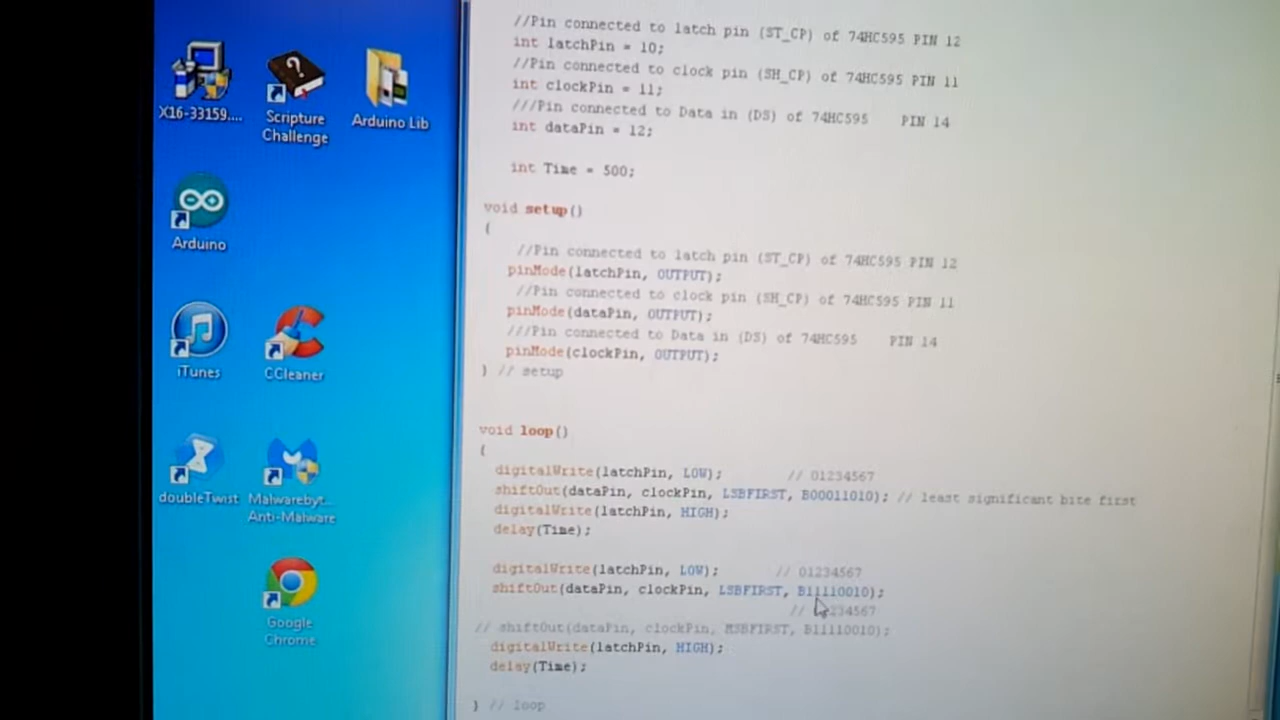 X16-33159....
Scripture
Challenge
Arduino Lib
Arduino
iTunes
CCleaner
doubleTwist
Malwarebyt...
Anti-Malware
Google
Chrome
//Pin connected to latch pin (ST_CP) of 74HC595 PIN 12
int latchPin = 10;
//Pin connected to clock pin (SH_CP) of 74HC595 PIN 11
int clockPin = 11;
///Pin connected to Data in (DS) of 74HC595 PIN 14
int dataPin = 12;
int Time = 500;
void setup()
{
//Pin connected to latch pin (ST_CP) of 74HC595 PIN 12
pinMode(latchPin, OUTPUT);
//Pin connected to clock pin (SH_CP) of 74HC595 PIN 11
pinMode(dataPin, OUTPUT);
///Pin connected to Data in (DS) of 74HC595 PIN 14
pinMode(clockPin, OUTPUT);
} // setup
void loop()
{
digitalWrite(latchPin, LOW); // 01234567
shiftOut(dataPin, clockPin, LSBFIRST, B00011010); // least significant bite first
digitalWrite(latchPin, HIGH);
delay(Time);
digitalWrite(latchPin, LOW); // 01234567
shiftOut(dataPin, clockPin, LSBFIRST, B11110010);
// 234567
// shiftOut(dataPin, clockPin, MSBFIRST, B11110010);
digitalWrite(latchPin, HIGH);
delay(Time);
} // loop